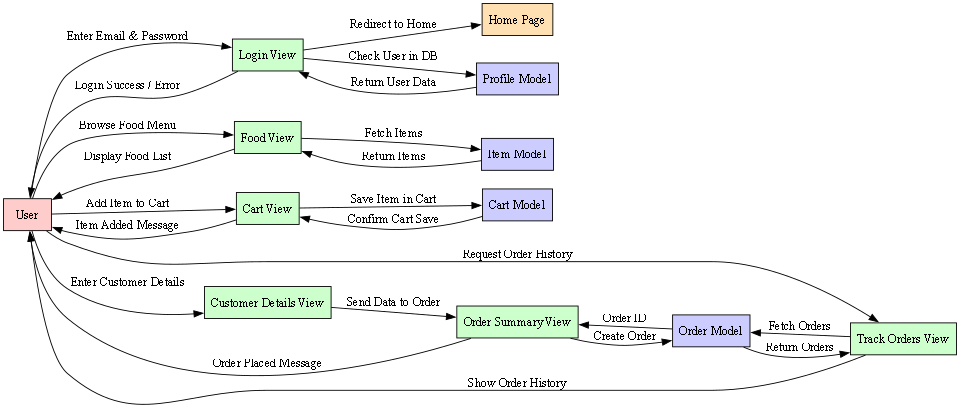 Redirect to Home
Home Page
Enter Email & Password
Login View
Check User in DB
Profile Model
Return User Data
Login Success / Error
Browse Food Menu
Food View
Fetch Items
Item Model
Return Items
Display Food List
User
Add Item to Cart
Cart View
Save Item in Cart
Cart Model
Confirm Cart Save
Item Added Message
Request Order History
Enter Customer Details
Customer Details View
Send Data to Order
Order Summary View
Order ID
Create Order
Order Model
Fetch Orders
Return Orders
Track Orders View
Order Placed Message
Show Order History